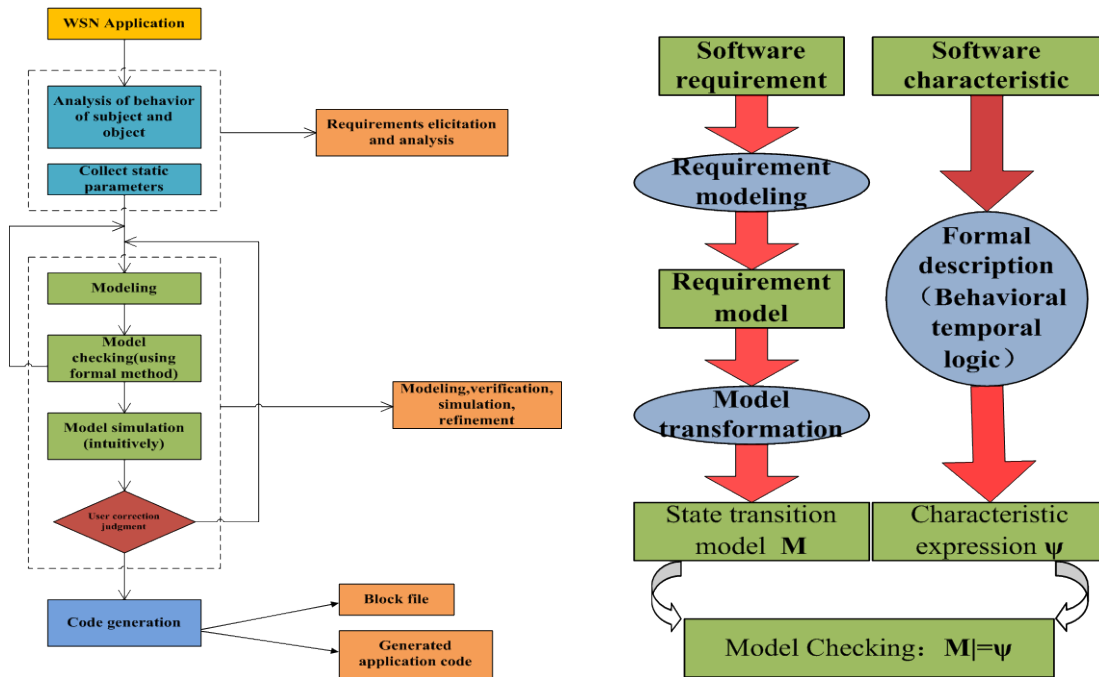 WSN Application
Analysis of behavior
of subject and
object
Collect static
parameters
Requirements elicitation
and analysis
Modeling
Model
checking(using
formal method)
Model simulation
(intuitively)
User correction
judgment
Modeling,verification,
simulation,
refinement
Code generation
Block file
Generated
application code
Software
requirement
Requirement
modeling
Requirement
model
Model
transformation
State transition
model M
Software
characteristic
Formal
description
（Behavioral
temporal
logic）
Characteristic
expression ψ
Model Checking： M|=ψ